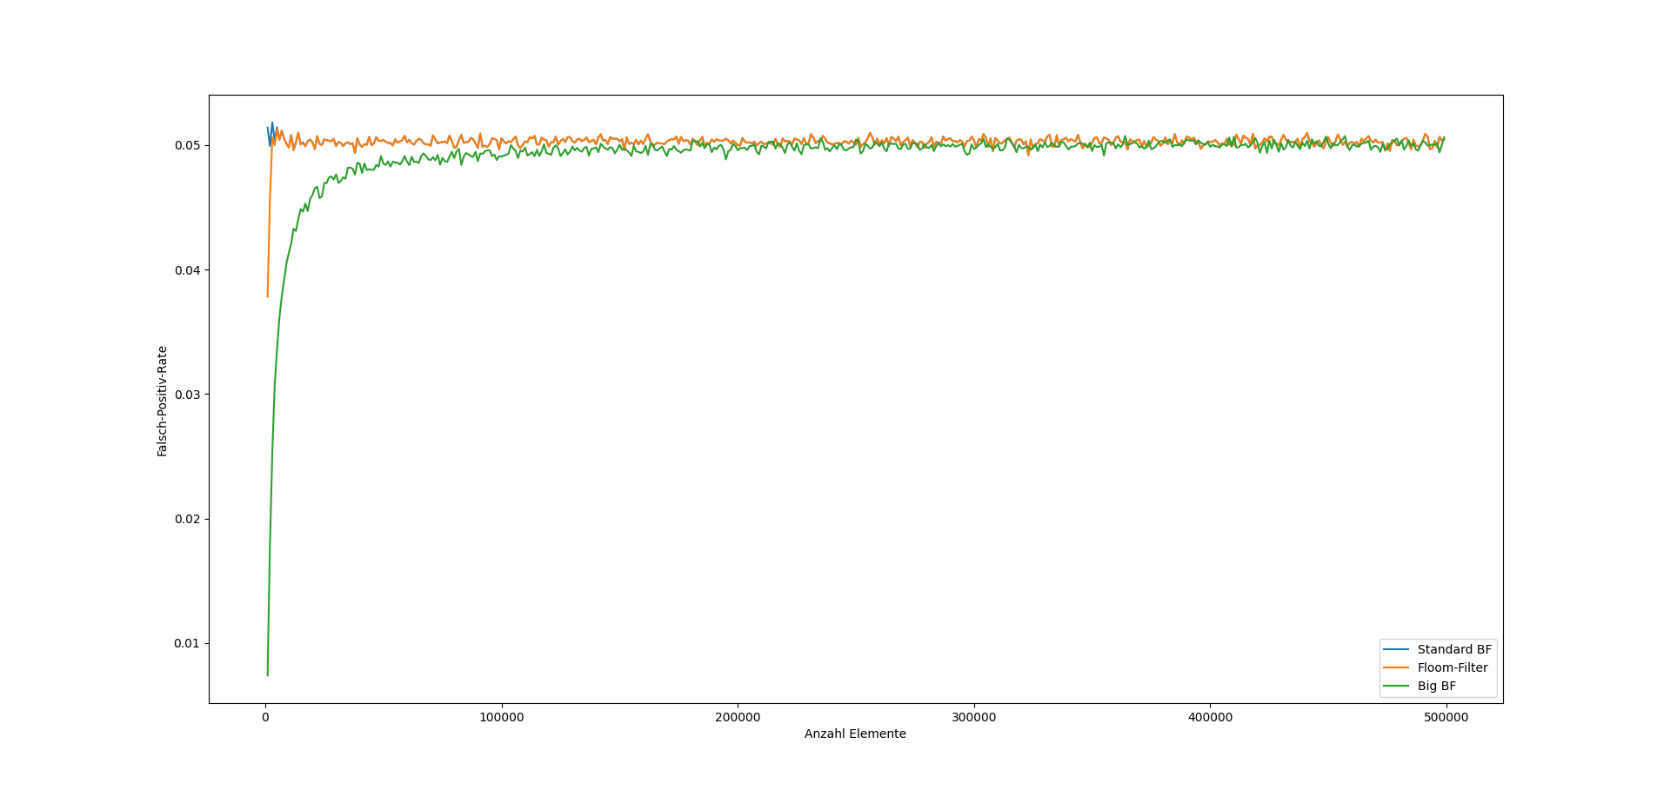 0.05
0.04
0.03
0.02
0.01
Falsch-Positiv-Rate
0 100000 200000 300000 400000 500000
Anzahl Elemente
Standard BF
Floom-Filter
Big BF